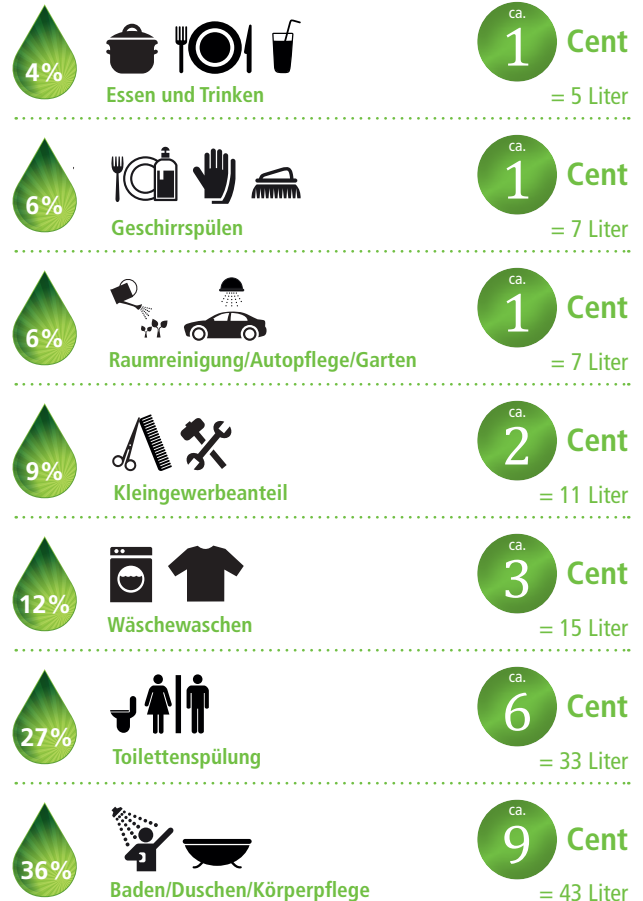 4%
ca.
1 Cent
Essen und Trinken
= 5 Liter
6%
ca.
1 Cent
Geschirrspülen
= 7 Liter
6%
ca.
1 Cent
Raumreinigung/Autopflege/Garten
= 7 Liter
9%
ca.
2 Cent
Kleingewerbeanteil
= 11 Liter
12%
ca.
3 Cent
Wäschewaschen
= 15 Liter
27%
ca.
6 Cent
Toilettenspülung
= 33 Liter
36%
ca.
9 Cent
Baden/Duschen/Körperpflege
= 43 Liter